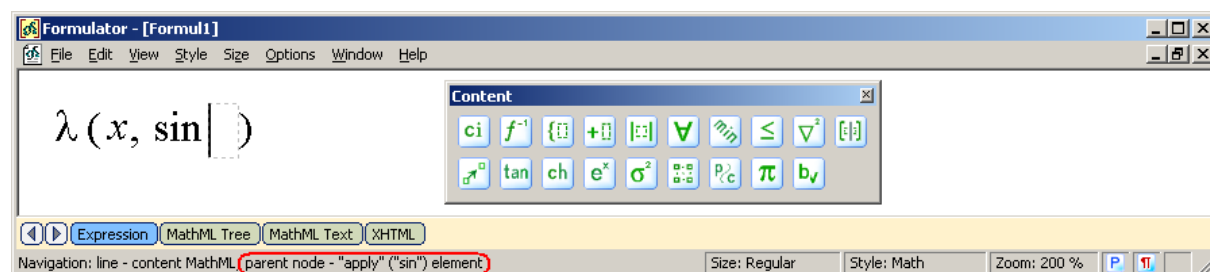 Formulator - [Formul1]
File Edit View Style Size Options Window Help
λ ( x, sin )
Content
ci f⁻¹ {[] +[] |[]| ∀ min ≤ ∇² [ ]
tan ch eˣ σ² P/c π b
Expression MathML Tree MathML Text XHTML
Navigation: line - content MathML, parent node - "apply" ("sin") element Size: Regular Style: Math Zoom: 200 % P ¶